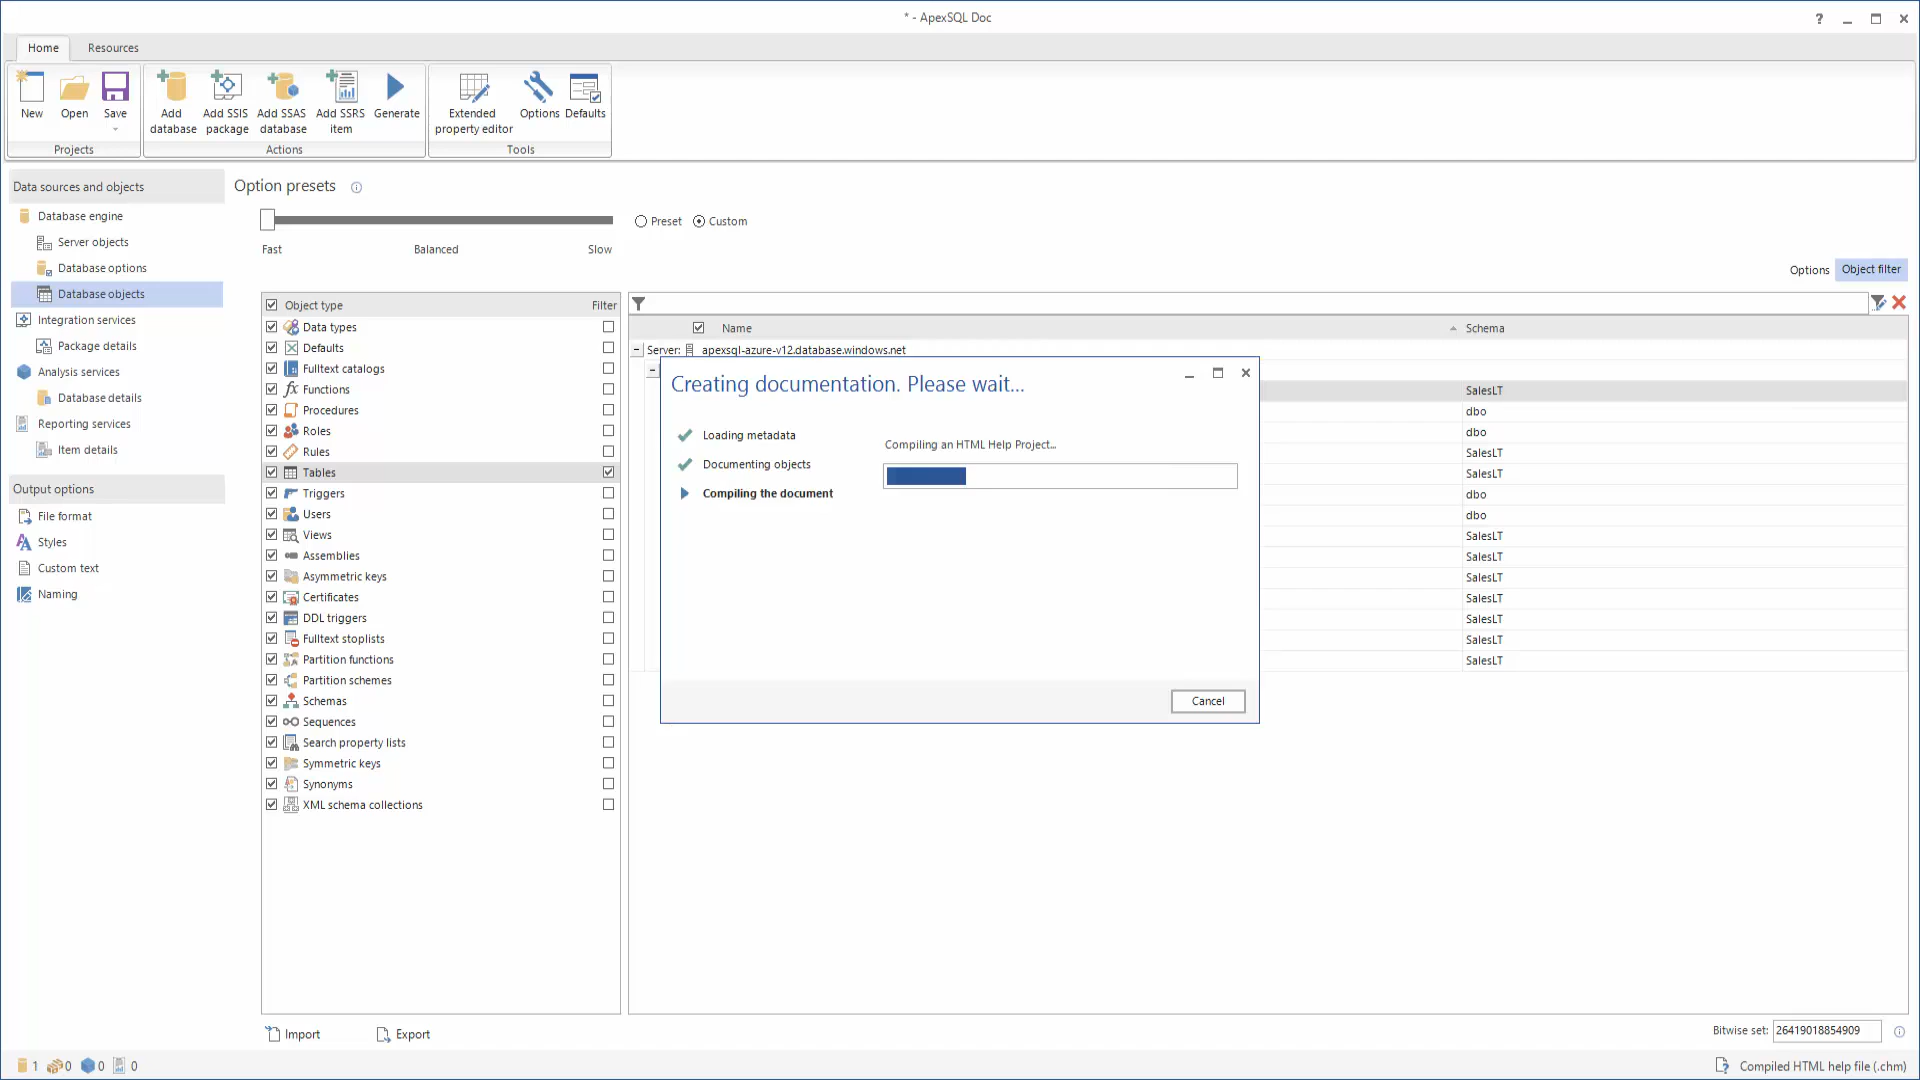 * - ApexSQL Doc
?
Home
Resources
New
Open
Save
Projects
Add
database
Add SSIS
package
Add SSAS
database
Add SSRS
item
Generate
Actions
Extended
property editor
Options
Defaults
Tools
Data sources and objects
Database engine
Server objects
Database options
Database objects
Integration services
Package details
Analysis services
Database details
Reporting services
Item details
Output options
File format
Styles
Custom text
Naming
Option presets
Fast
Balanced
Slow
Preset
Custom
Options
Object filter
Object type
Filter
Data types
Defaults
Fulltext catalogs
Functions
Procedures
Roles
Rules
Tables
Triggers
Users
Views
Assemblies
Asymmetric keys
Certificates
DDL triggers
Fulltext stoplists
Partition functions
Partition schemes
Schemas
Sequences
Search property lists
Symmetric keys
Synonyms
XML schema collections
Import
Export
Name
Schema
Server: apexsql-azure-v12.database.windows.net
SalesLT
dbo
dbo
SalesLT
SalesLT
dbo
dbo
SalesLT
SalesLT
SalesLT
SalesLT
SalesLT
SalesLT
SalesLT
Creating documentation. Please wait...
Loading metadata
Documenting objects
Compiling the document
Compiling an HTML Help Project...
Cancel
Bitwise set: 26419018854909
1 0 0 0
Compiled HTML help file (.chm)